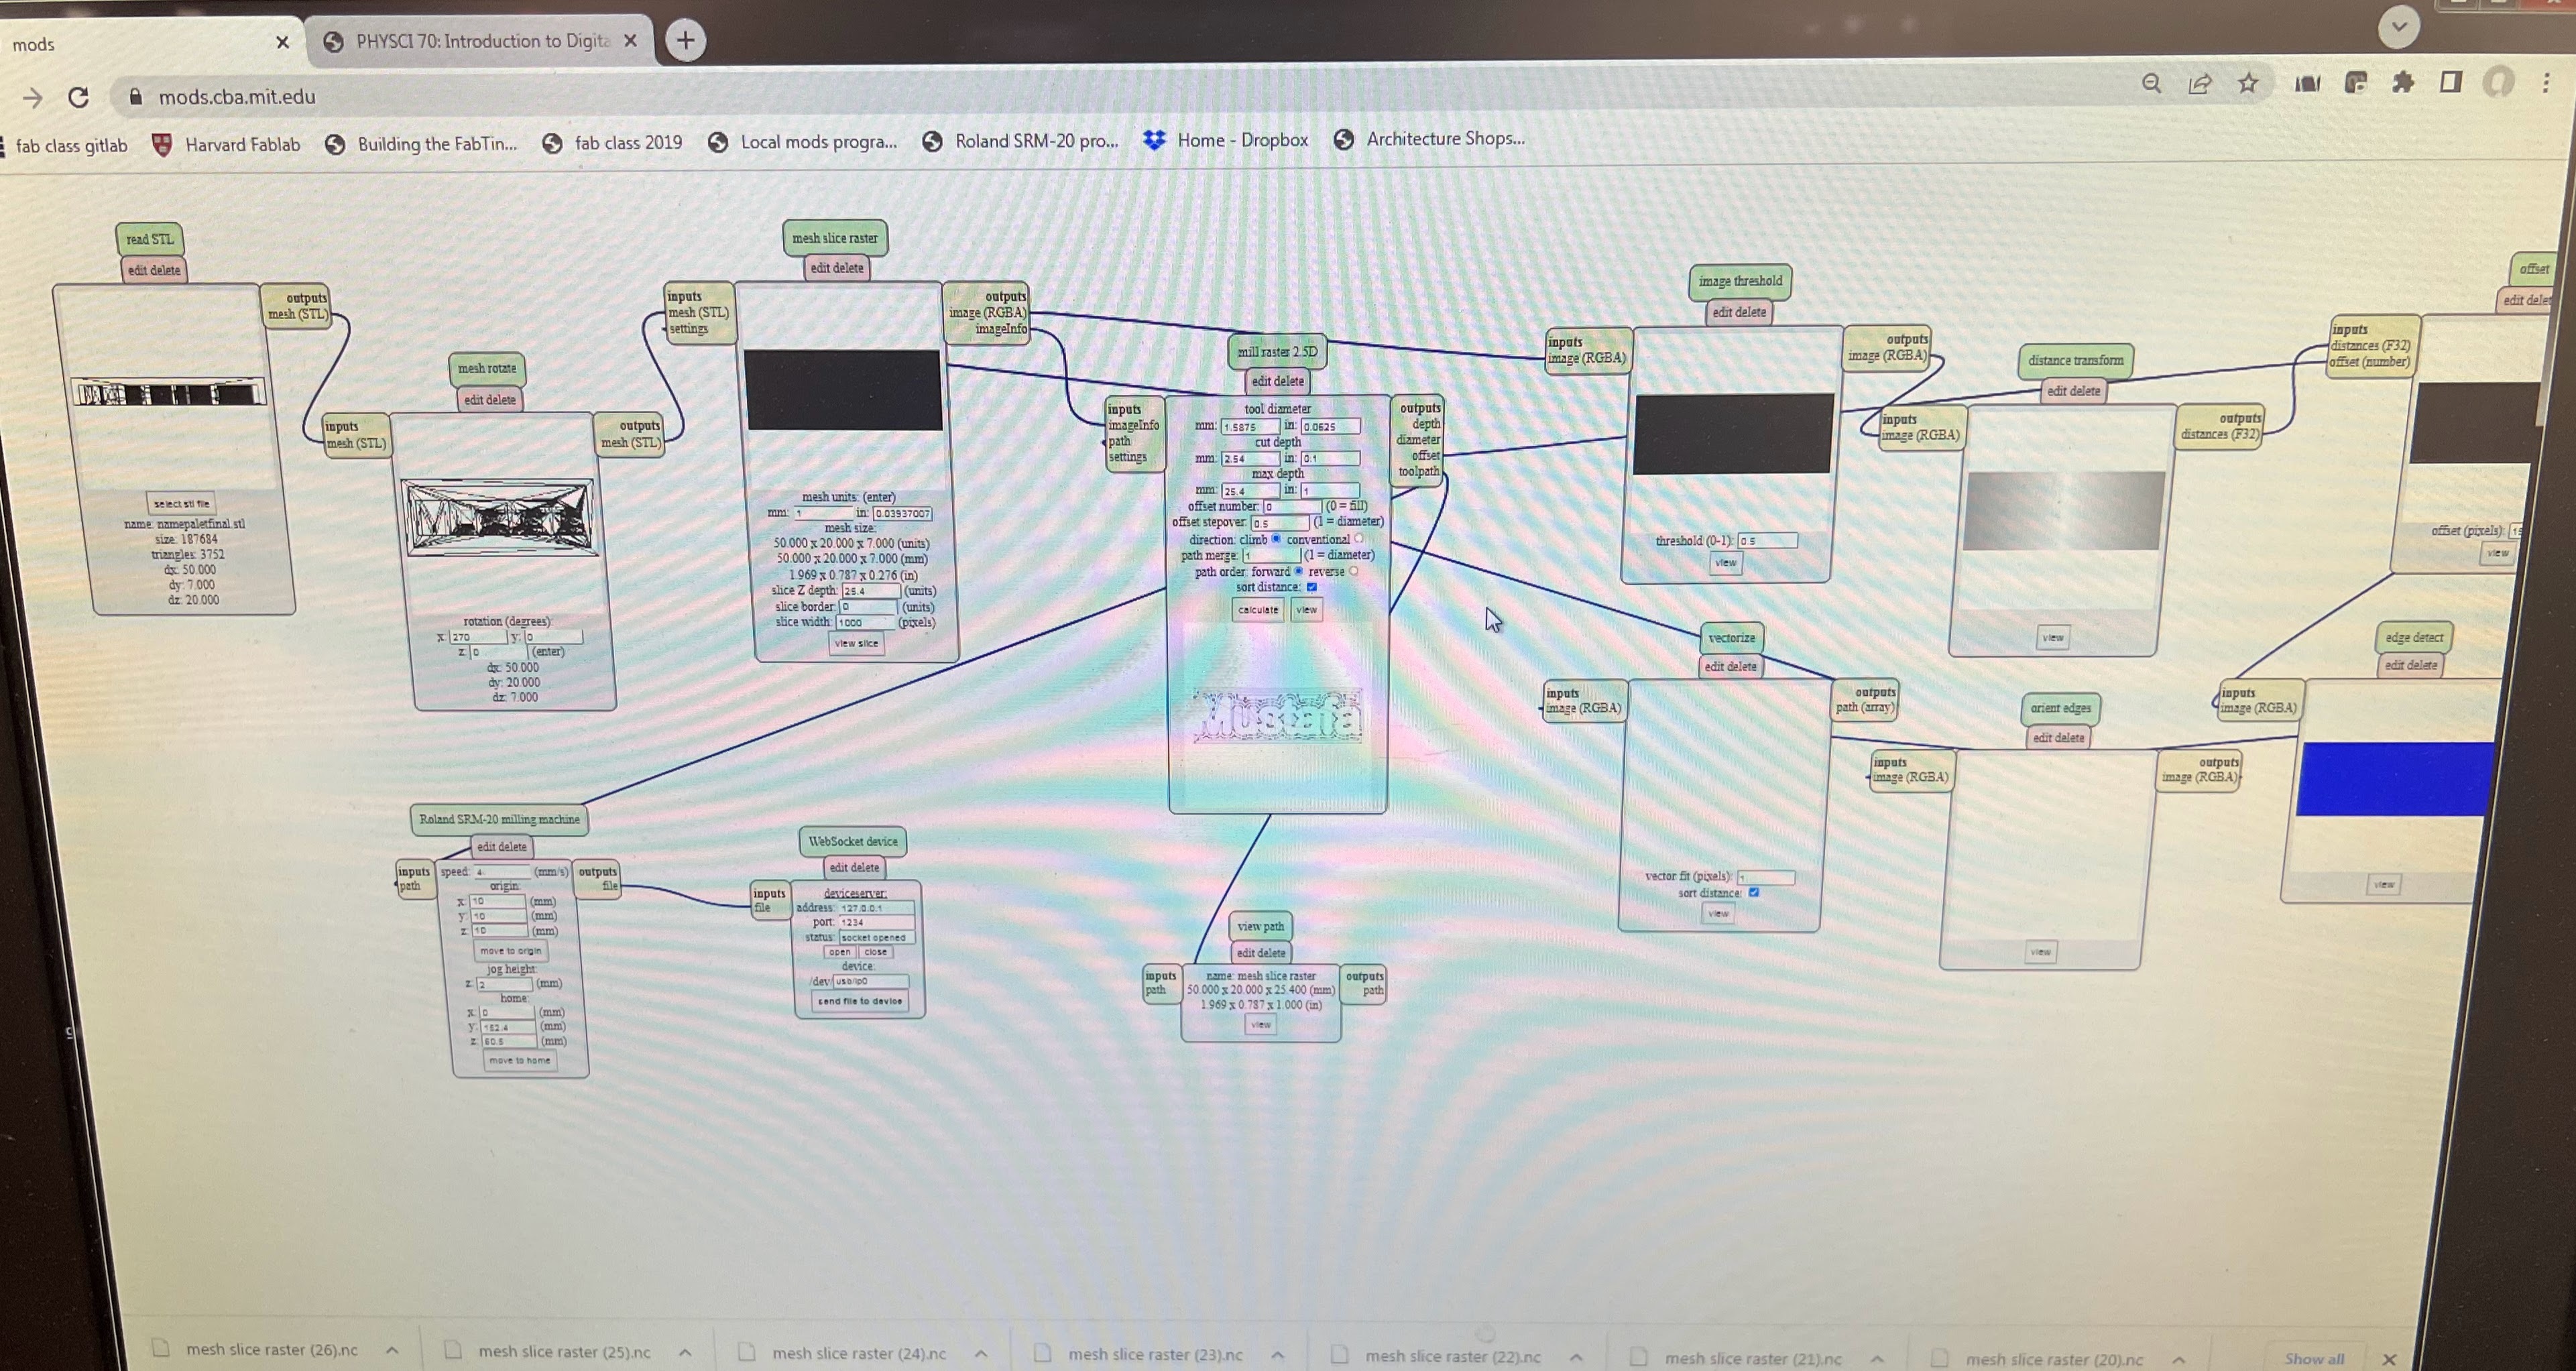 mods
PHYSCI 70: Introduction to Digita
mods.cba.mit.edu
fab class gitlab
Harvard Fablab
Building the FabTin...
fab class 2019
Local mods progra...
Roland SRM-20 pro...
Home - Dropbox
Architecture Shops...
read STL
edit delete
outputs
mesh (STL)
select stl file
name: namepaletfinal.stl
size: 187684
triangles: 3752
dx: 50.000
dy: 7.000
dz: 20.000
mesh rotate
edit delete
inputs
mesh (STL)
outputs
mesh (STL)
rotation (degrees):
x: 270 y: 0
z: 0 (enter)
dx: 50.000
dy: 20.000
dz: 7.000
mesh slice raster
edit delete
inputs
mesh (STL)
settings
outputs
image (RGBA)
imageInfo
mesh units: (enter)
mm: 1 in: 0.03937007
mesh size:
50.000 x 20.000 x 7.000 (units)
50.000 x 20.000 x 7.000 (mm)
1.969 x 0.787 x 0.276 (in)
slice Z depth: 25.4 (units)
slice border: 0 (units)
slice width: 1000 (pixels)
view slice
mill raster 2.5D
edit delete
inputs
imageInfo
path
settings
outputs
depth
diameter
offset
toolpath
tool diameter
mm: 1.5875 in: 0.0625
cut depth
mm: 2.54 in: 0.1
max depth
mm: 25.4 in: 1
offset number: 0 (0 = fill)
offset stepover: 0.5 (1 = diameter)
direction: climb conventional
path merge: 1 (1 = diameter)
path order: forward reverse
sort distance:
calculate view
Mustafa
image threshold
edit delete
inputs
image (RGBA)
outputs
image (RGBA)
threshold (0-1): 0.5
view
distance transform
edit delete
inputs
image (RGBA)
outputs
distances (F32)
view
offset
edit delet
inputs
distances (F32)
offset (number)
offset (pixels):
view
vectorize
edit delete
inputs
image (RGBA)
outputs
path (array)
vector fit (pixels): 1
sort distance:
view
orient edges
edit delete
inputs
image (RGBA)
outputs
image (RGBA)
view
edge detect
edit delete
inputs
image (RGBA)
view
Roland SRM-20 milling machine
edit delete
inputs
path
outputs
file
speed: 4 (mm/s)
origin:
x: 10 (mm)
y: 10 (mm)
z: 10 (mm)
move to origin
jog height:
z: 2 (mm)
home:
x: 0 (mm)
y: 152.4 (mm)
z: 60.5 (mm)
move to home
WebSocket device
edit delete
inputs
file
deviceserver:
address: 127.0.0.1
port: 1234
status: socket opened
open close
device:
/dev/ usb/lp0
send file to device
view path
edit delete
inputs
path
outputs
path
name: mesh slice raster
50.000 x 20.000 x 25.400 (mm)
1.969 x 0.787 x 1.000 (in)
view
mesh slice raster (26).nc
mesh slice raster (25).nc
mesh slice raster (24).nc
mesh slice raster (23).nc
mesh slice raster (22).nc
mesh slice raster (21).nc
mesh slice raster (20).nc
Show all